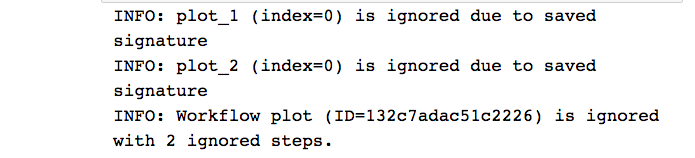 INFO: plot_1 (index=0) is ignored due to saved
signature
INFO: plot_2 (index=0) is ignored due to saved
signature
INFO: Workflow plot (ID=132c7adac51c2226) is ignored
with 2 ignored steps.